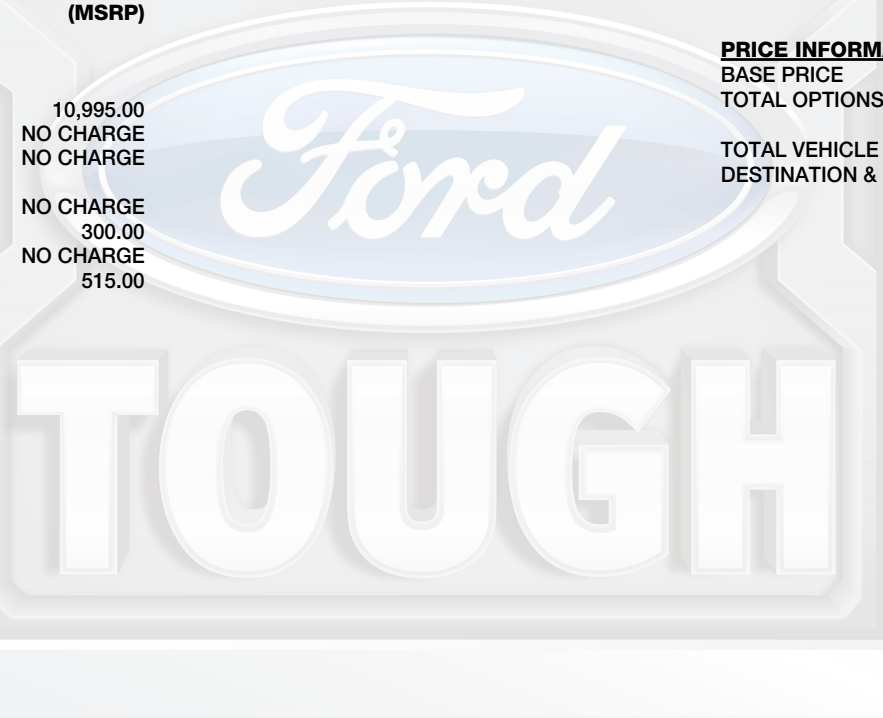 (MSRP)
10,995.00
NO CHARGE
NO CHARGE
NO CHARGE
300.00
NO CHARGE
515.00
PRICE INFORMA
BASE PRICE
TOTAL OPTIONS
TOTAL VEHICLE
DESTINATION &
Ford
TOUGH